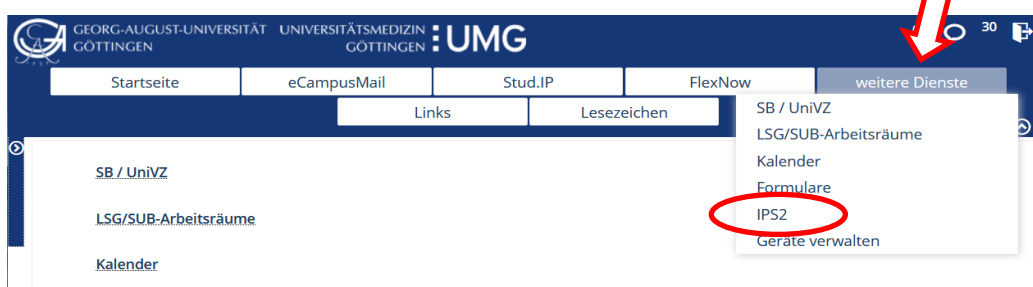 GEORG-AUGUST-UNIVERSITÄT
GÖTTINGEN
UNIVERSITÄTSMEDIZIN
GÖTTINGEN
UMG
30
Startseite
eCampusMail
Stud.IP
FlexNow
weitere Dienste
Links
Lesezeichen
SB / UniVZ
LSG/SUB-Arbeitsräume
Kalender
Formulare
IPS2
Geräte verwalten
SB / UniVZ
LSG/SUB-Arbeitsräume
Kalender